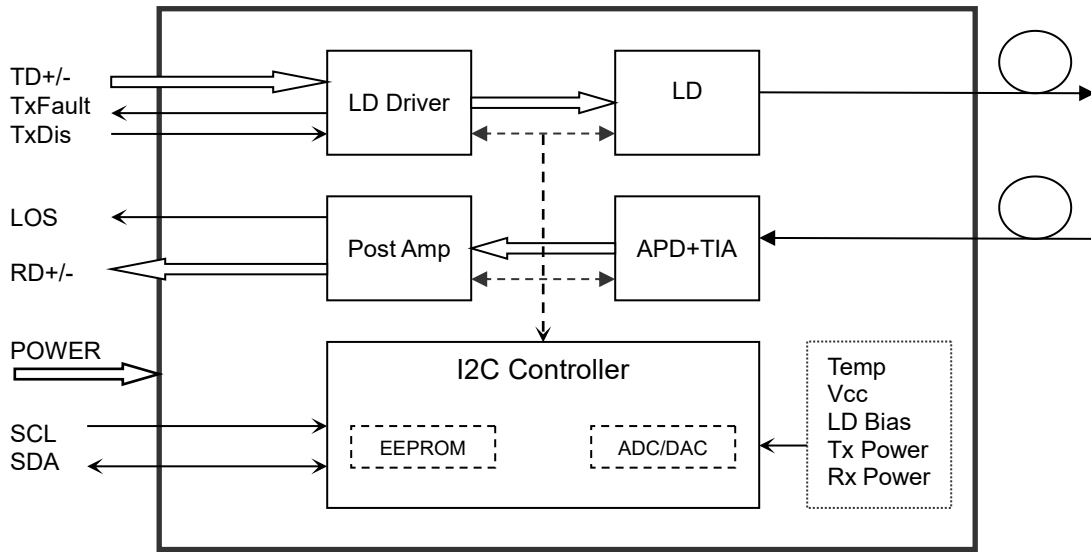 TD+/-
TxFault
TxDis
LD Driver
LD
LOS
RD+/-
Post Amp
APD+TIA
POWER
SCL
SDA
I2C Controller
EEPROM
ADC/DAC
Temp
Vcc
LD Bias
Tx Power
Rx Power